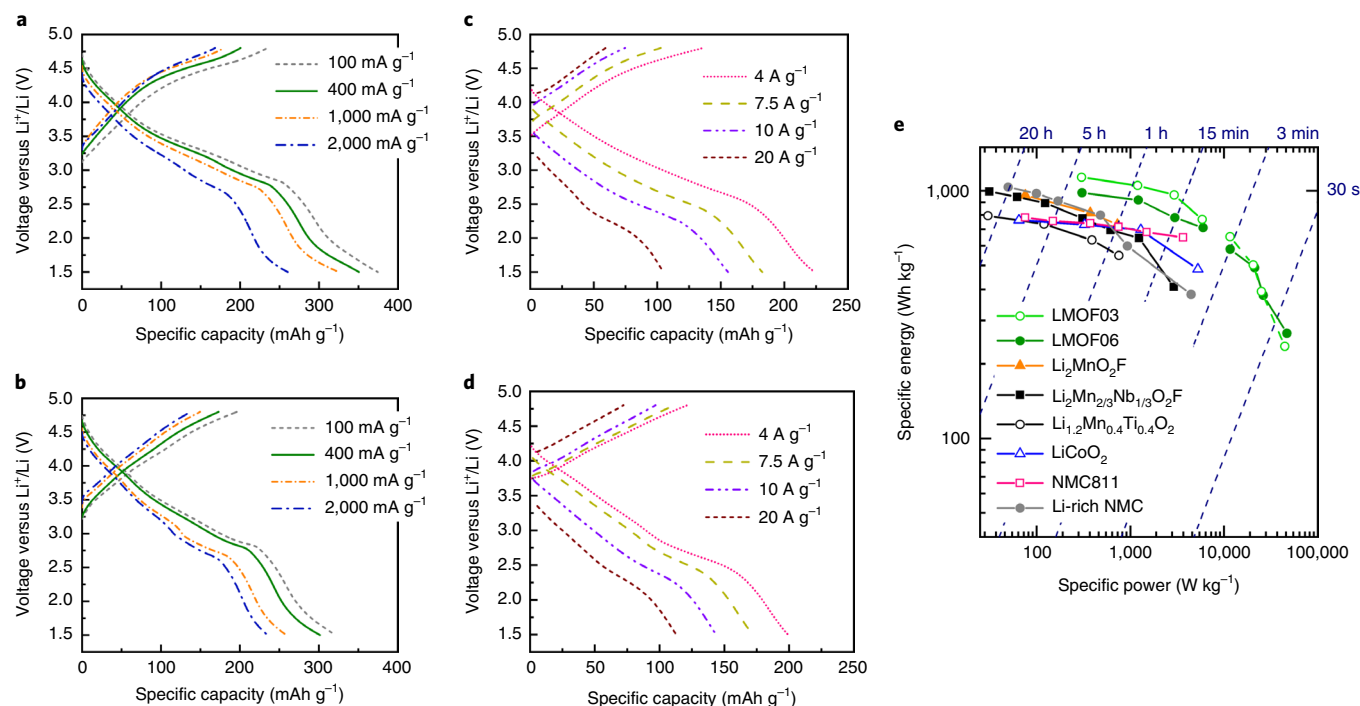 a
5.0
4.5
4.0
3.5
3.0
2.5
2.0
1.5
Voltage versus Li⁺/Li (V)
100 mA g⁻¹
400 mA g⁻¹
1,000 mA g⁻¹
2,000 mA g⁻¹
0 100 200 300 400
Specific capacity (mAh g⁻¹)
b
5.0
4.5
4.0
3.5
3.0
2.5
2.0
1.5
Voltage versus Li⁺/Li (V)
100 mA g⁻¹
400 mA g⁻¹
1,000 mA g⁻¹
2,000 mA g⁻¹
0 100 200 300 400
Specific capacity (mAh g⁻¹)
c
5.0
4.5
4.0
3.5
3.0
2.5
2.0
1.5
Voltage versus Li⁺/Li (V)
4 A g⁻¹
7.5 A g⁻¹
10 A g⁻¹
20 A g⁻¹
0 50 100 150 200 250
Specific capacity (mAh g⁻¹)
d
5.0
4.5
4.0
3.5
3.0
2.5
2.0
1.5
Voltage versus Li⁺/Li (V)
4 A g⁻¹
7.5 A g⁻¹
10 A g⁻¹
20 A g⁻¹
0 50 100 150 200 250
Specific capacity (mAh g⁻¹)
e
20 h 5 h 1 h 15 min 3 min
30 s
1,000
100
Specific energy (Wh kg⁻¹)
LMOF03
LMOF06
Li₂MnO₂F
Li₂Mn₂/₃Nb₁/₃O₂F
Li₁.₂Mn₀.₄Ti₀.₄O₂
LiCoO₂
NMC811
Li-rich NMC
100 1,000 10,000 100,000
Specific power (W kg⁻¹)